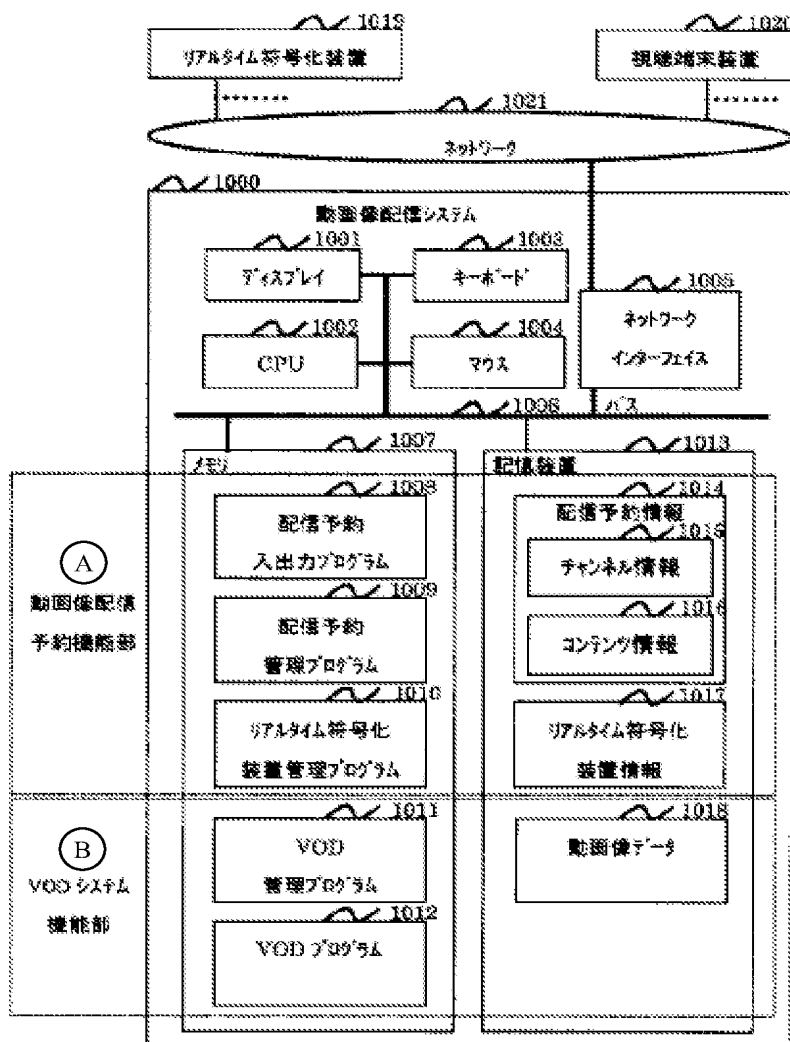 1019
リアルタイム符号化装置
1020
視聴端末装置
1021
ネットワーク
1000
動画像配信システム
1001
ディスプレイ
1003
キーボード
1002
CPU
1004
マウス
1005
ネットワーク
インターフェイス
1006
バス
1007
メモリ
1013
配信装置
A
動画像配信
予約機能部
1008
配信予約
入出力プログラム
1009
配信予約
管理プログラム
1010
リアルタイム符号化
装置管理プログラム
1014
配信予約情報
1015
チャンネル情報
1016
コンテンツ情報
1017
リアルタイム符号化
装置情報
B
VOD システム
機能部
1011
VOD
管理プログラム
1012
VOD プログラム
1018
動画像データ